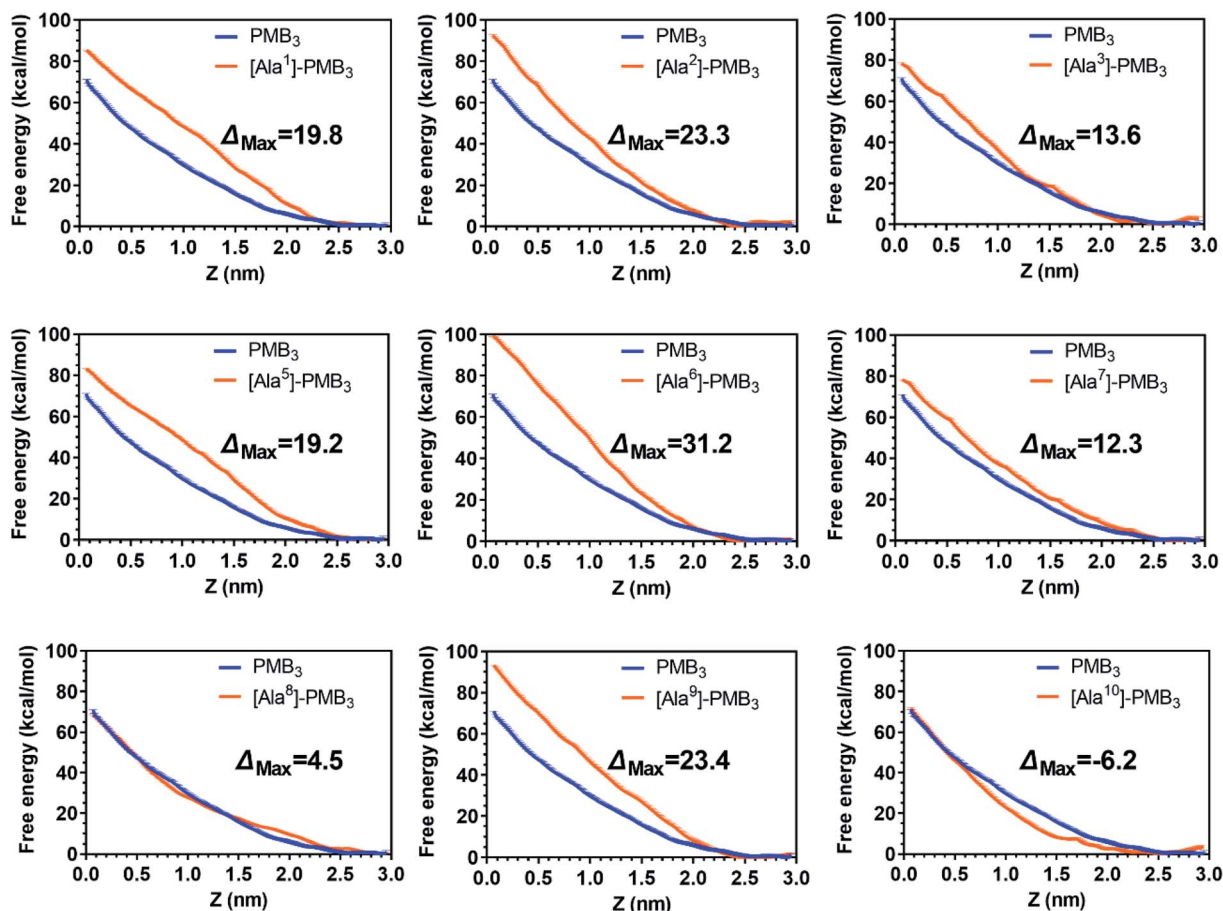 Free energy (kcal/mol)
100
80
60
40
20
0
PMB₃
[Ala¹]-PMB₃
ΔMax=19.8
0.0 0.5 1.0 1.5 2.0 2.5 3.0
Z (nm)
Free energy (kcal/mol)
100
80
60
40
20
0
PMB₃
[Ala²]-PMB₃
ΔMax=23.3
0.0 0.5 1.0 1.5 2.0 2.5 3.0
Z (nm)
Free energy (kcal/mol)
100
80
60
40
20
0
PMB₃
[Ala³]-PMB₃
ΔMax=13.6
0.0 0.5 1.0 1.5 2.0 2.5 3.0
Z (nm)
Free energy (kcal/mol)
100
80
60
40
20
0
PMB₃
[Ala⁵]-PMB₃
ΔMax=19.2
0.0 0.5 1.0 1.5 2.0 2.5 3.0
Z (nm)
Free energy (kcal/mol)
100
80
60
40
20
0
PMB₃
[Ala⁶]-PMB₃
ΔMax=31.2
0.0 0.5 1.0 1.5 2.0 2.5 3.0
Z (nm)
Free energy (kcal/mol)
100
80
60
40
20
0
PMB₃
[Ala⁷]-PMB₃
ΔMax=12.3
0.0 0.5 1.0 1.5 2.0 2.5 3.0
Z (nm)
Free energy (kcal/mol)
100
80
60
40
20
0
PMB₃
[Ala⁸]-PMB₃
ΔMax=4.5
0.0 0.5 1.0 1.5 2.0 2.5 3.0
Z (nm)
Free energy (kcal/mol)
100
80
60
40
20
0
PMB₃
[Ala⁹]-PMB₃
ΔMax=23.4
0.0 0.5 1.0 1.5 2.0 2.5 3.0
Z (nm)
Free energy (kcal/mol)
100
80
60
40
20
0
PMB₃
[Ala¹⁰]-PMB₃
ΔMax=-6.2
0.0 0.5 1.0 1.5 2.0 2.5 3.0
Z (nm)